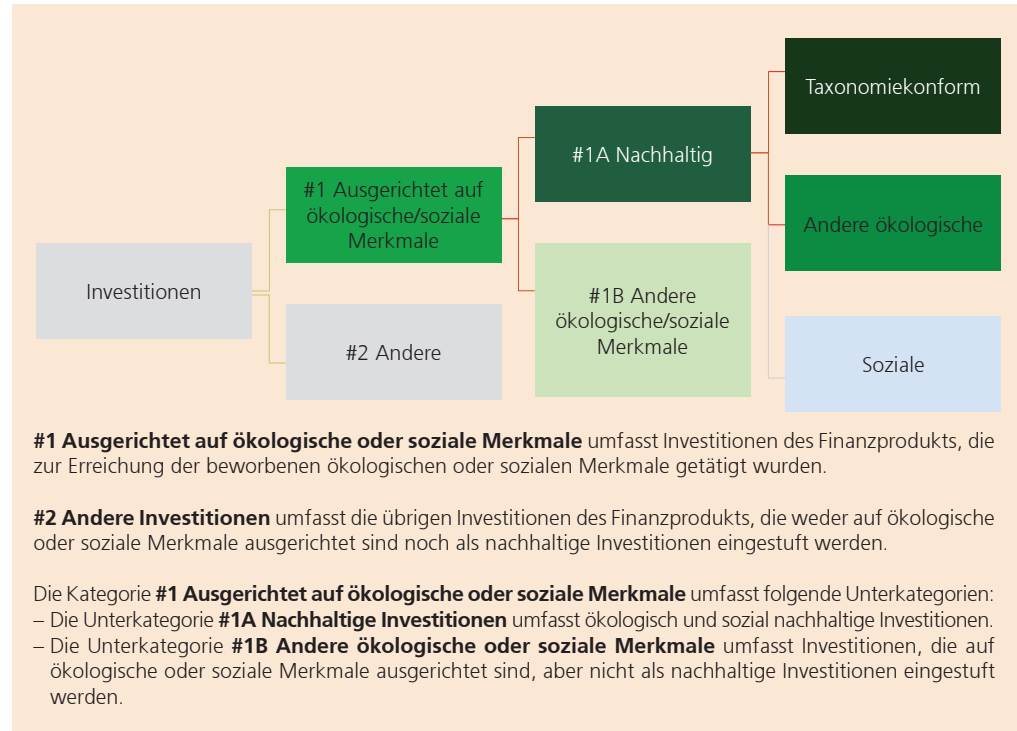 Taxonomiekonform
#1A Nachhaltig
#1 Ausgerichtet auf
ökologische/soziale
Merkmale
Andere ökologische
Investitionen
#1B Andere
ökologische/soziale
Merkmale
#2 Andere
Soziale
#1 Ausgerichtet auf ökologische oder soziale Merkmale umfasst Investitionen des Finanzprodukts, die
zur Erreichung der beworbenen ökologischen oder sozialen Merkmale getätigt wurden.
#2 Andere Investitionen umfasst die übrigen Investitionen des Finanzprodukts, die weder auf ökologische
oder soziale Merkmale ausgerichtet sind noch als nachhaltige Investitionen eingestuft werden.
Die Kategorie #1 Ausgerichtet auf ökologische oder soziale Merkmale umfasst folgende Unterkategorien:
– Die Unterkategorie #1A Nachhaltige Investitionen umfasst ökologisch und sozial nachhaltige Investitionen.
– Die Unterkategorie #1B Andere ökologische oder soziale Merkmale umfasst Investitionen, die auf
ökologische oder soziale Merkmale ausgerichtet sind, aber nicht als nachhaltige Investitionen eingestuft
werden.